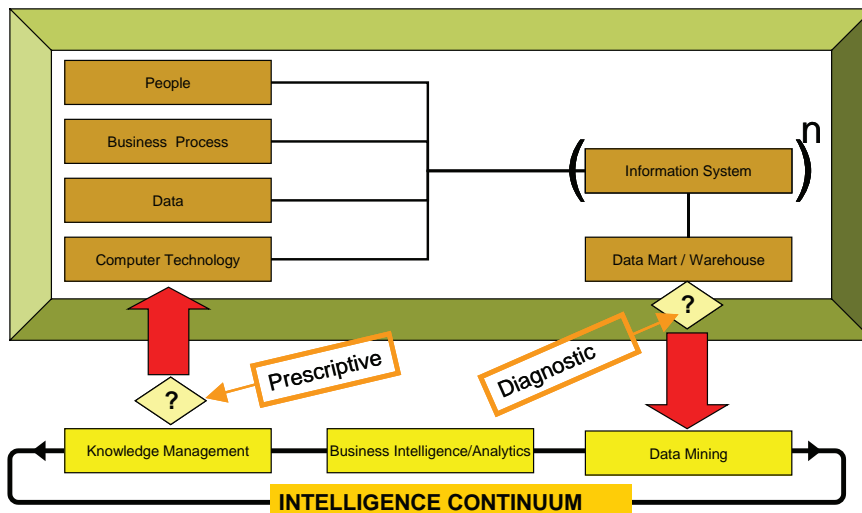 People
Business Process
Data
Computer Technology
( Information System )n
Data Mart / Warehouse
?
Diagnostic
Prescriptive
?
Knowledge Management
Business Intelligence/Analytics
Data Mining
INTELLIGENCE CONTINUUM